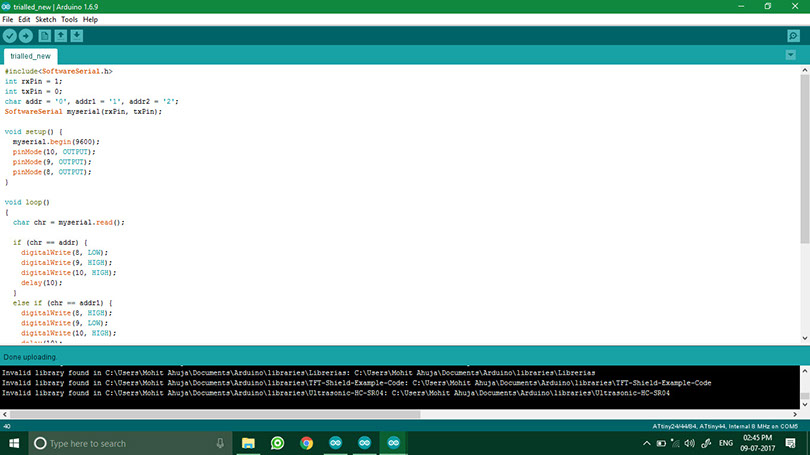 trialled_new | Arduino 1.6.9
File Edit Sketch Tools Help
trialled_new
#include<SoftwareSerial.h>
int rxPin = 1;
int txPin = 0;
char addr = '0', addr1 = '1', addr2 = '2';
SoftwareSerial myserial(rxPin, txPin);
void setup() {
myserial.begin(9600);
pinMode(10, OUTPUT);
pinMode(9, OUTPUT);
pinMode(8, OUTPUT);
}
void loop()
{
char chr = myserial.read();
if (chr == addr) {
digitalWrite(8, LOW);
digitalWrite(9, HIGH);
digitalWrite(10, HIGH);
delay(10);
}
else if (chr == addr1) {
digitalWrite(8, HIGH);
digitalWrite(9, LOW);
digitalWrite(10, HIGH);
Done uploading.
Invalid library found in C:\Users\Mohit Ahuja\Documents\Arduino\libraries\Librerias: C:\Users\Mohit Ahuja\Documents\Arduino\libraries\Librerias
Invalid library found in C:\Users\Mohit Ahuja\Documents\Arduino\libraries\TFT-Shield-Example-Code: C:\Users\Mohit Ahuja\Documents\Arduino\libraries\TFT-Shield-Example-Code
Invalid library found in C:\Users\Mohit Ahuja\Documents\Arduino\libraries\Ultrasonic-HC-SR04: C:\Users\Mohit Ahuja\Documents\Arduino\libraries\Ultrasonic-HC-SR04
40
ATtiny24/44/84, ATtiny44, Internal 8 MHz on COM5
Type here to search
ENG
02:45 PM
09-07-2017